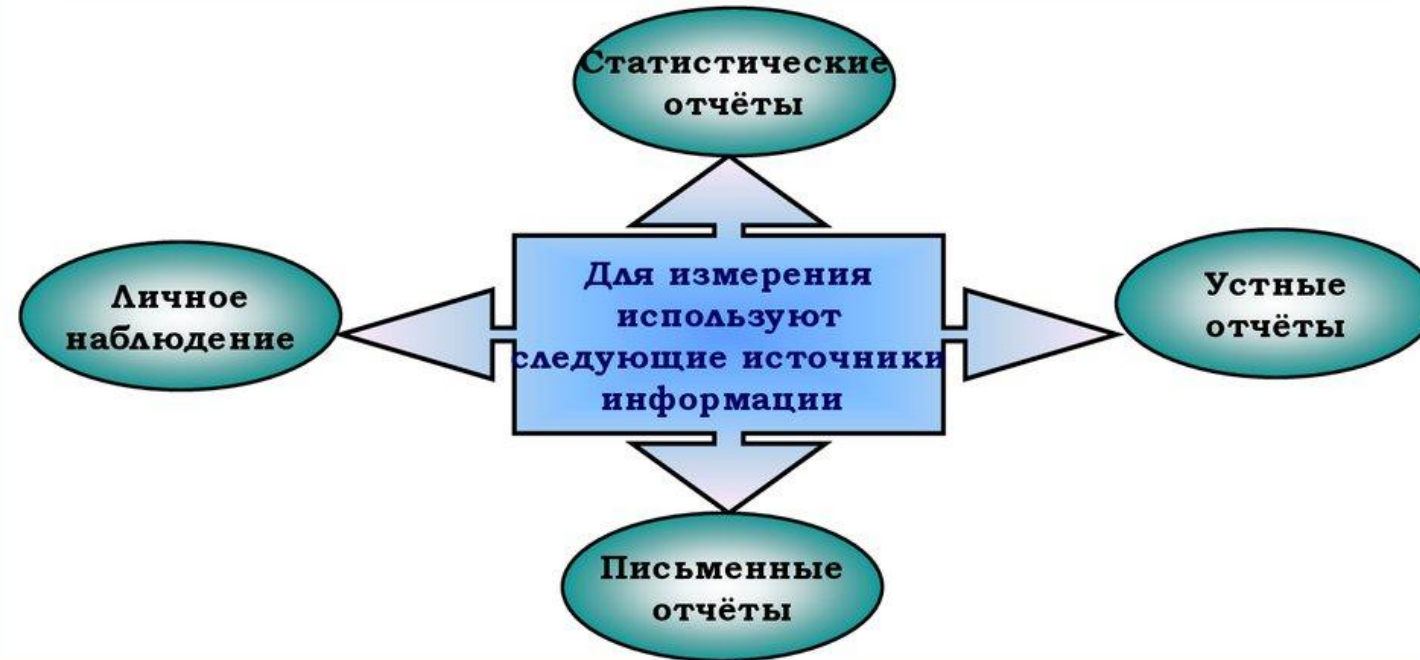 Статистические
отчёты
Личное
наблюдение
Для измерения
используют
следующие источники
информации
Устные
отчёты
Письменные
отчёты